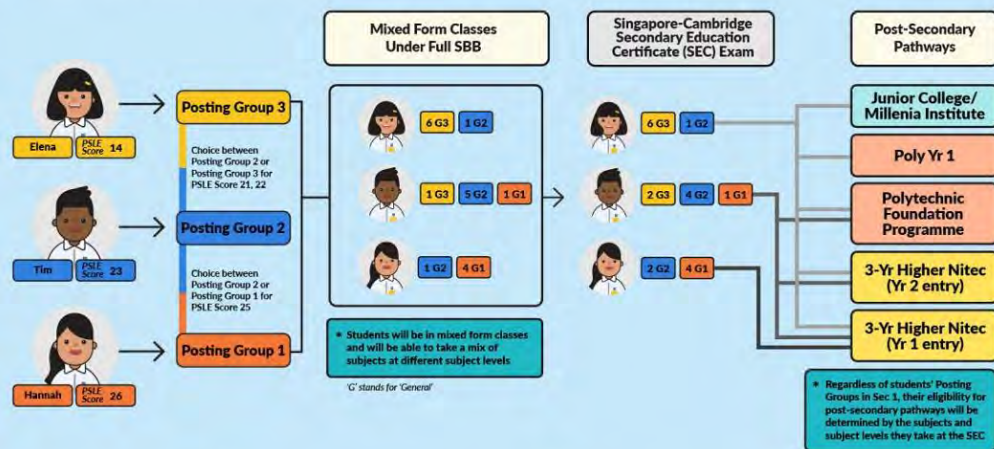 Mixed Form Classes
Under Full SBB
Singapore-Cambridge
Secondary Education
Certificate (SEC) Exam
Post-Secondary
Pathways
Elena
PSLE Score 14
Posting Group 3
Choice between
Posting Group 2 or
Posting Group 3 for
PSLE Score 21, 22
Tim
PSLE Score 23
Posting Group 2
Choice between
Posting Group 2 or
Posting Group 1 for
PSLE Score 25
Hannah
PSLE Score 26
Posting Group 1
6 G3 1 G2
1 G3 5 G2 1 G1
1 G2 4 G1
• Students will be in mixed form classes
and will be able to take a mix of
subjects at different subject levels
'G' stands for 'General'
6 G3 1 G2
2 G3 4 G2 1 G1
2 G2 4 G1
Junior College/
Millenia Institute
Poly Yr 1
Polytechnic
Foundation
Programme
3-Yr Higher Nitec
(Yr 2 entry)
3-Yr Higher Nitec
(Yr 1 entry)
• Regardless of students' Posting
Groups in Sec 1, their eligibility for
post-secondary pathways will be
determined by the subjects and
subject levels they take at the SEC